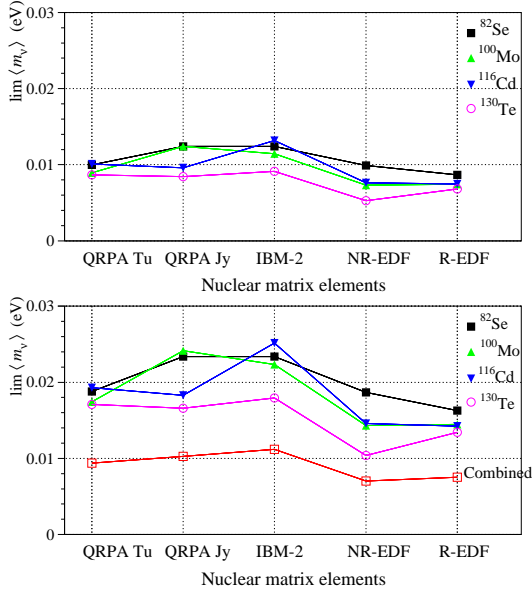 lim ⟨mᵥ⟩ (eV)
0.03
0.02
0.01
0
⁸²Se
¹⁰⁰Mo
¹¹⁶Cd
¹³⁰Te
QRPA Tu QRPA Jy IBM-2 NR-EDF R-EDF
Nuclear matrix elements
lim ⟨mᵥ⟩ (eV)
0.03
0.02
0.01
0
⁸²Se
¹⁰⁰Mo
¹¹⁶Cd
¹³⁰Te
Combined
QRPA Tu QRPA Jy IBM-2 NR-EDF R-EDF
Nuclear matrix elements